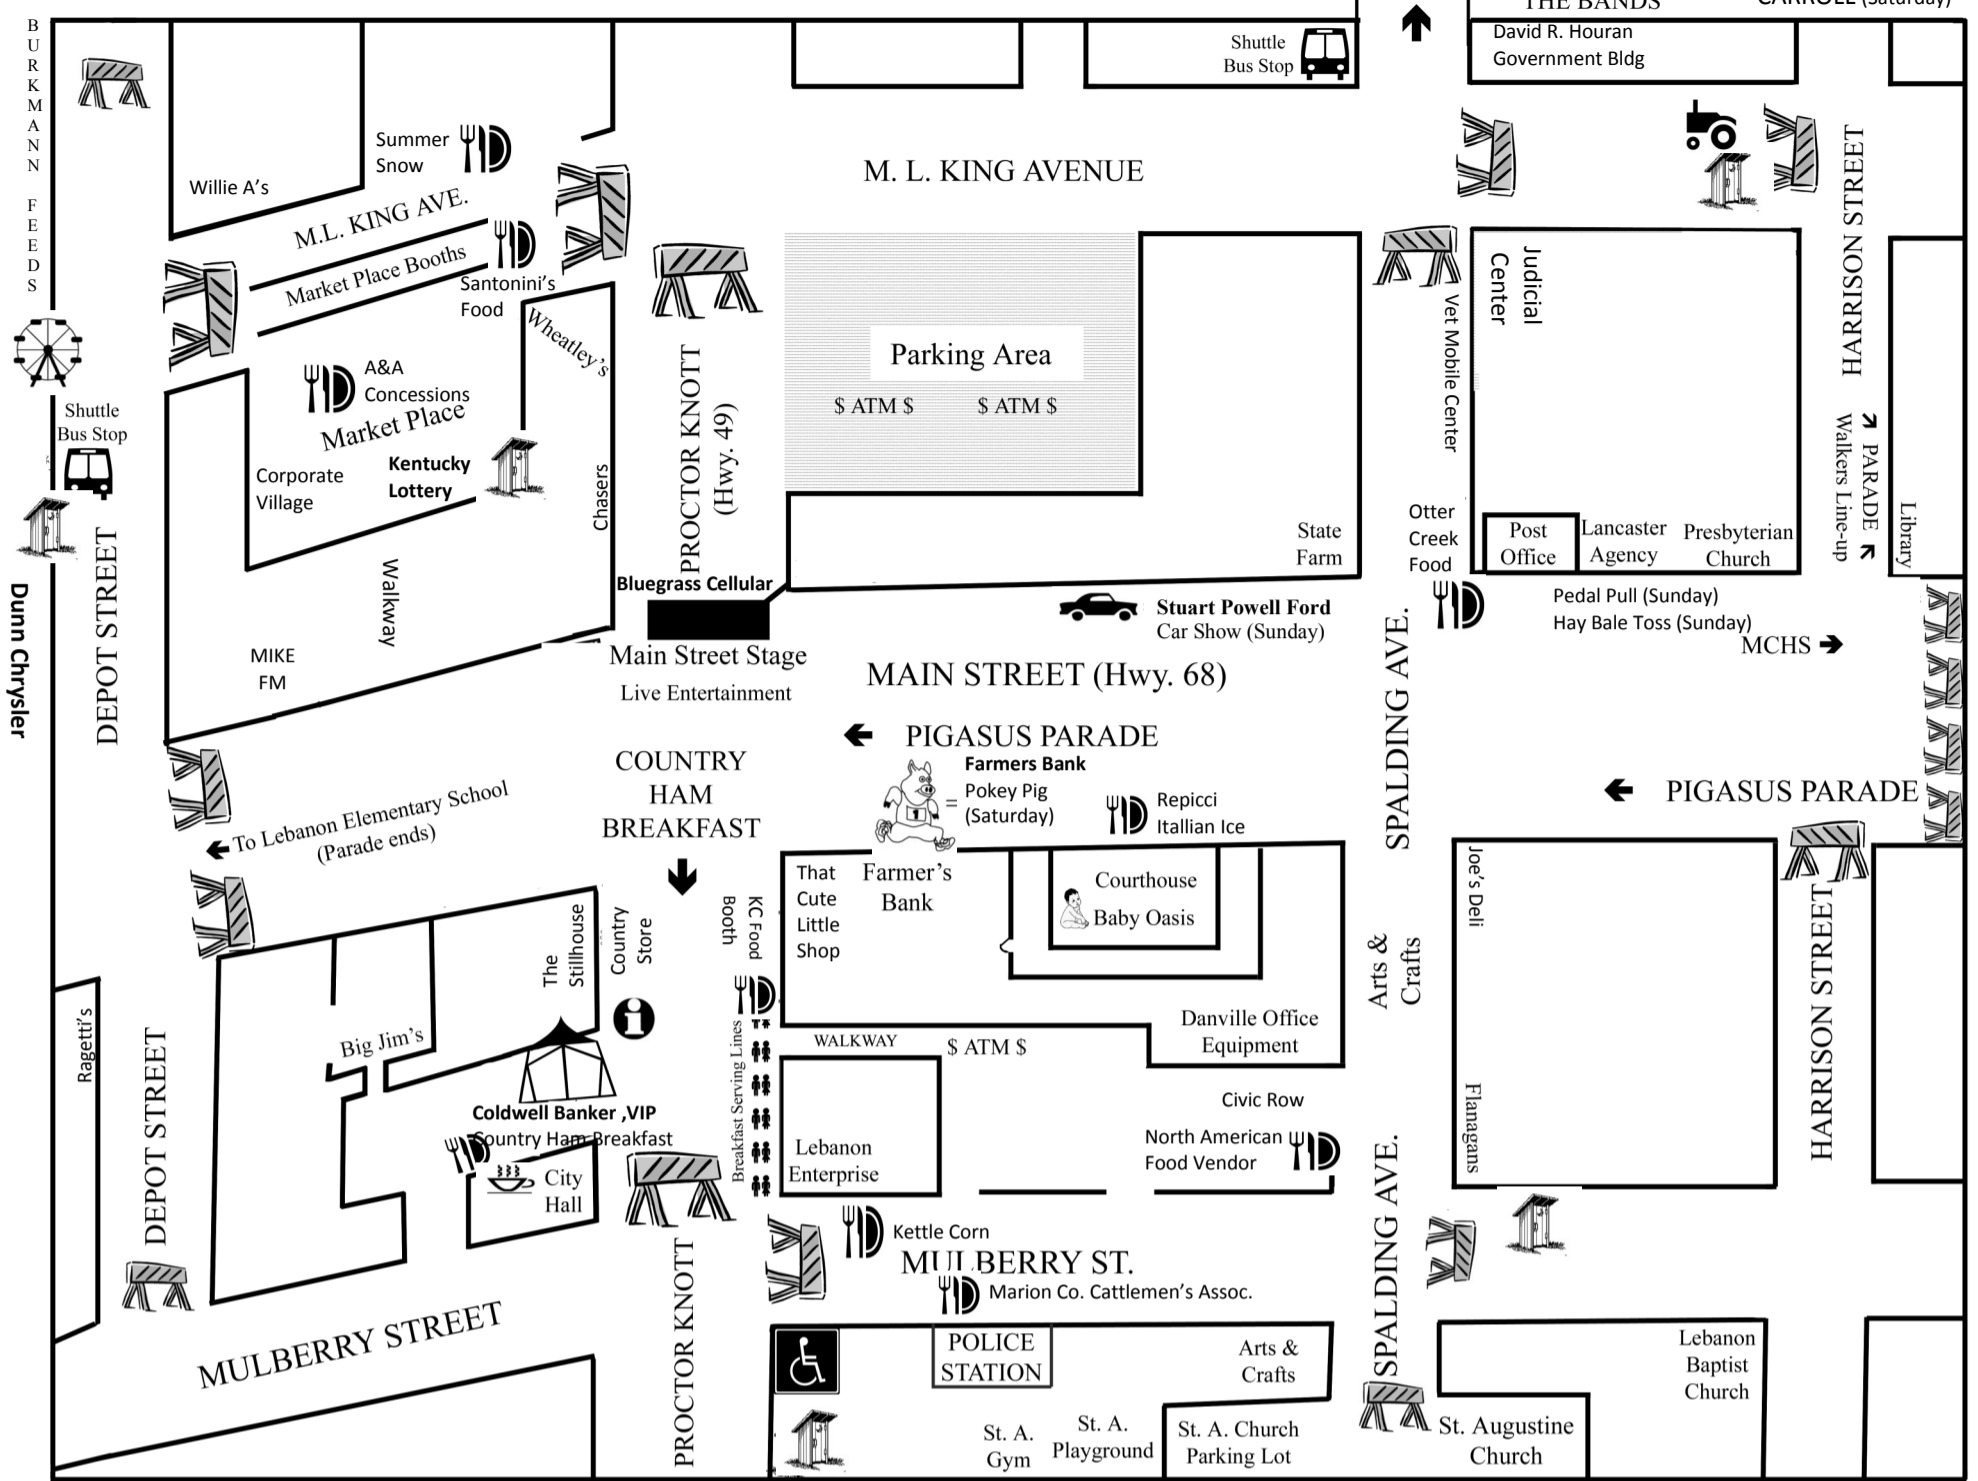 THE BANDS
CARROLL (Saturday)
BURKMANN FEEDS
David R. Houran
Government Bldg
Shuttle
Bus Stop
Summer
Snow
Willie A's
M.L. KING AVE.
Market Place Booths
Santonini's
Food
M. L. KING AVENUE
HARRISON STREET
Judicial
Center
Vet Mobile Center
Wheatley's
A&A
Concessions
Market Place
Parking Area
$ ATM $
$ ATM $
PROCTOR KNOTT
(Hwy. 49)
Shuttle
Bus Stop
Corporate
Village
Kentucky
Lottery
Chasers
PARADE
Walkers Line-up
Library
State
Farm
Otter
Creek
Food
Post
Office
Lancaster
Agency
Presbyterian
Church
DEPOT STREET
Dunn Chrysler
Walkway
MIKE
FM
Bluegrass Cellular
Main Street Stage
Live Entertainment
Stuart Powell Ford
Car Show (Sunday)
Pedal Pull (Sunday)
Hay Bale Toss (Sunday)
MCHS
MAIN STREET (Hwy. 68)
SPALDING AVE.
PIGASUS PARADE
COUNTRY
HAM
BREAKFAST
Farmers Bank
= Pokey Pig
(Saturday)
1
Repicci
Itallian Ice
PIGASUS PARADE
To Lebanon Elementary School
(Parade ends)
That
Cute
Little
Shop
Farmer's
Bank
Courthouse
Baby Oasis
Joe's Deli
The
Stillhouse
Country
Store
KC Food
Booth
Arts &
Crafts
HARRISON STREET
Ragetti's
Big Jim's
i
Breakfast Serving Lines
WALKWAY
$ ATM $
Danville Office
Equipment
DEPOT STREET
Coldwell Banker ,VIP
Country Ham Breakfast
City
Hall
Lebanon
Enterprise
Civic Row
North American
Food Vendor
Flanagans
Kettle Corn
MULBERRY ST.
Marion Co. Cattlemen's Assoc.
SPALDING AVE.
PROCTOR KNOTT
MULBERRY STREET
POLICE
STATION
Arts &
Crafts
Lebanon
Baptist
Church
St. A.
Gym
St. A.
Playground
St. A. Church
Parking Lot
St. Augustine
Church